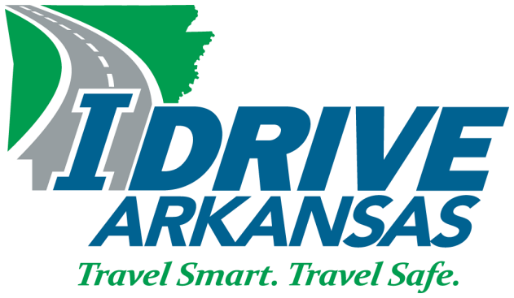 IDRIVE
ARKANSAS
Travel Smart. Travel Safe.